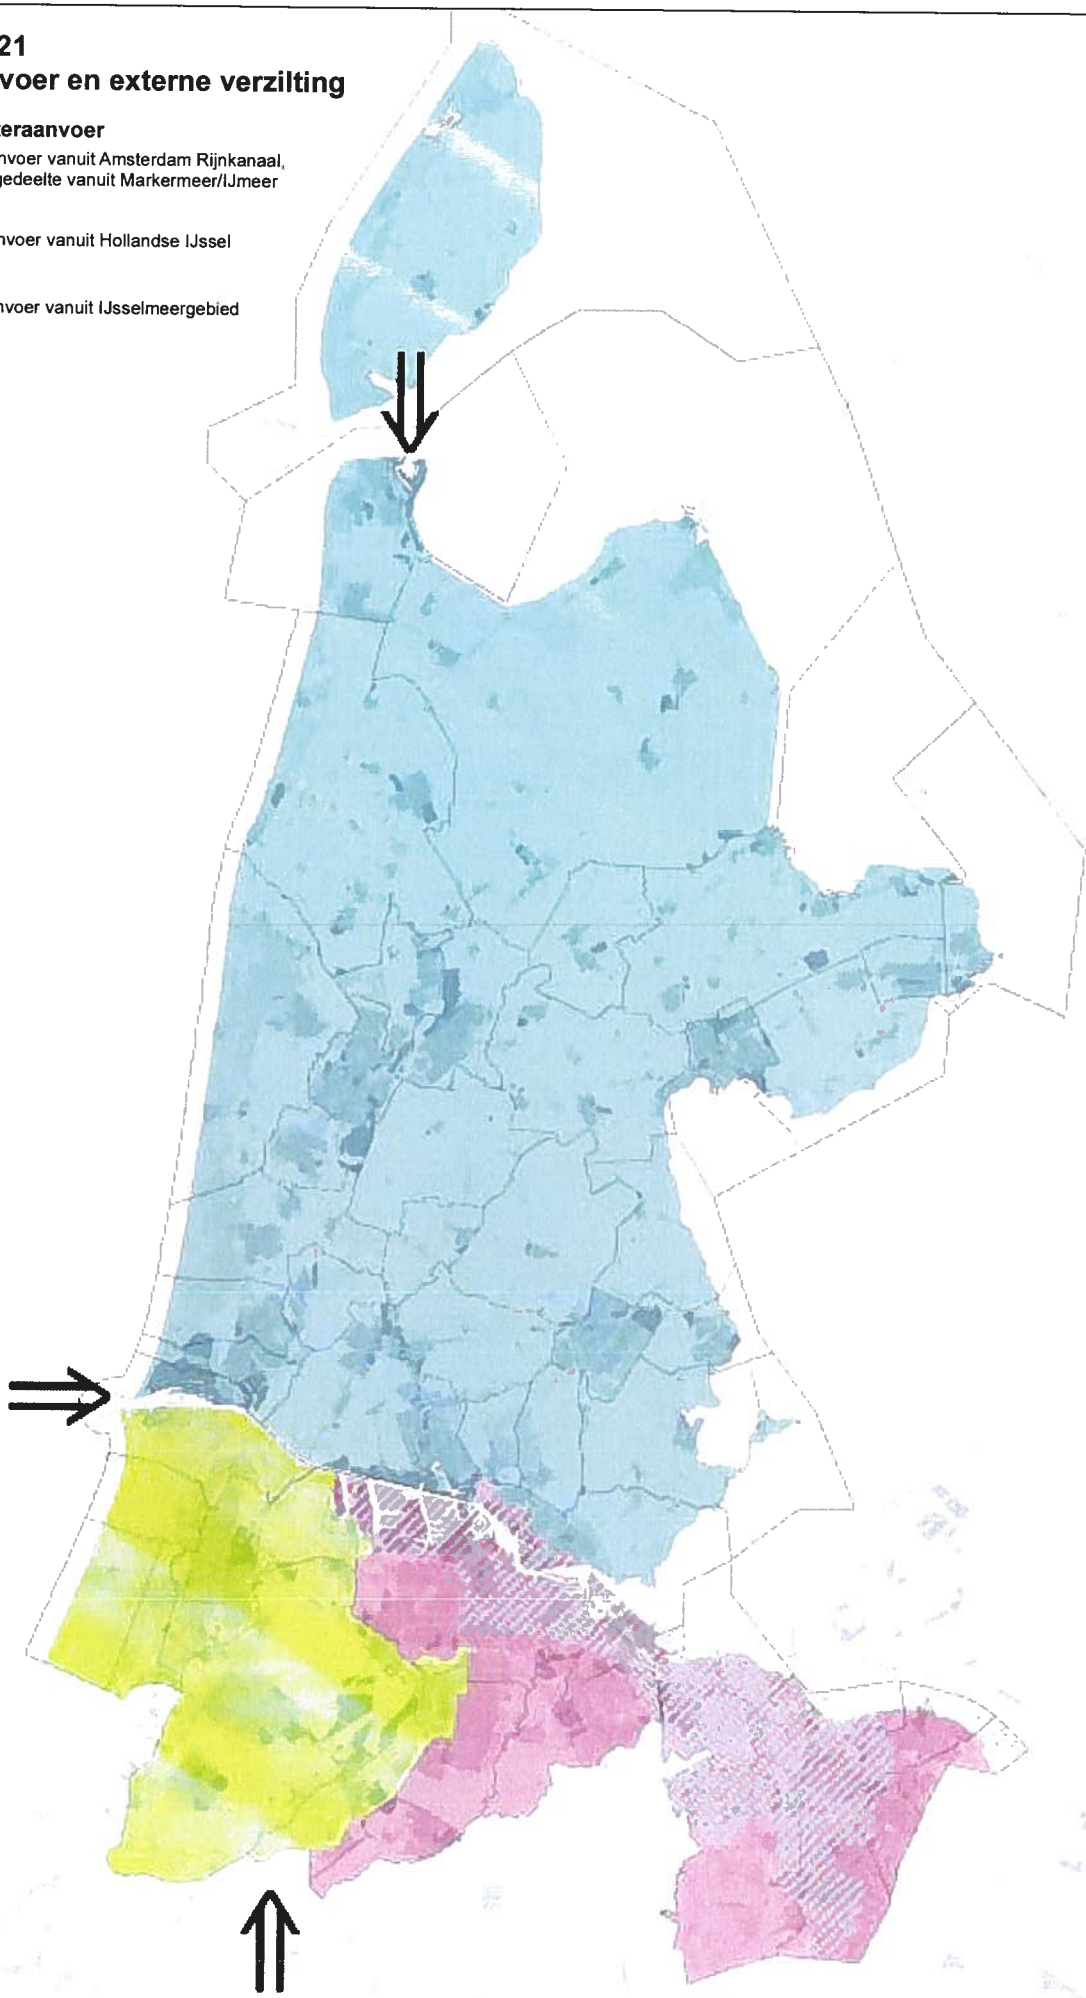 21
voer en externe verzilting
teraanvoer
nvoer vanuit Amsterdam Rijnkanaal,
gedeelte vanuit Markermeer/IJmeer
nvoer vanuit Hollandse IJssel
nvoer vanuit IJsselmeergebied